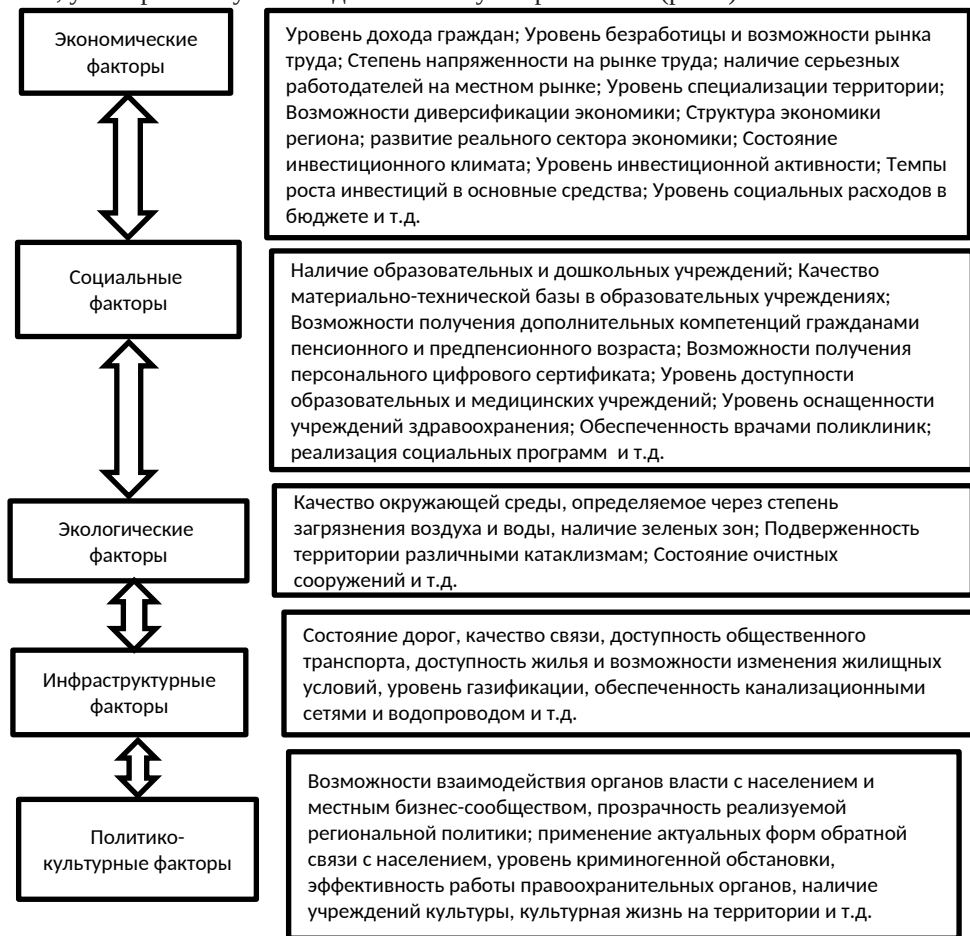 Экономические
факторы
Уровень дохода граждан; Уровень безработицы и возможности рынка
труда; Степень напряженности на рынке труда; наличие серьезных
работодателей на местном рынке; Уровень специализации территории;
Возможности диверсификации экономики; Структура экономики
региона; развитие реального сектора экономики; Состояние
инвестиционного климата; Уровень инвестиционной активности; Темпы
роста инвестиций в основные средства; Уровень социальных расходов в
бюджете и т.д.
Социальные
факторы
Наличие образовательных и дошкольных учреждений; Качество
материально-технической базы в образовательных учреждениях;
Возможности получения дополнительных компетенций гражданами
пенсионного и предпенсионного возраста; Возможности получения
персонального цифрового сертификата; Уровень доступности
образовательных и медицинских учреждений; Уровень оснащенности
учреждений здравоохранения; Обеспеченность врачами поликлиник;
реализация социальных программ и т.д.
Экологические
факторы
Качество окружающей среды, определяемое через степень
загрязнения воздуха и воды, наличие зеленых зон; Подверженность
территории различными катаклизмам; Состояние очистных
сооружений и т.д.
Инфраструктурные
факторы
Состояние дорог, качество связи, доступность общественного
транспорта, доступность жилья и возможности изменения жилищных
условий, уровень газификации, обеспеченность канализационными
сетями и водопроводом и т.д.
Политико-
культурные факторы
Возможности взаимодействия органов власти с населением и
местным бизнес-сообществом, прозрачность реализуемой
региональной политики; применение актуальных форм обратной
связи с населением, уровень криминогенной обстановки,
эффективность работы правоохранительных органов, наличие
учреждений культуры, культурная жизнь на территории и т.д.